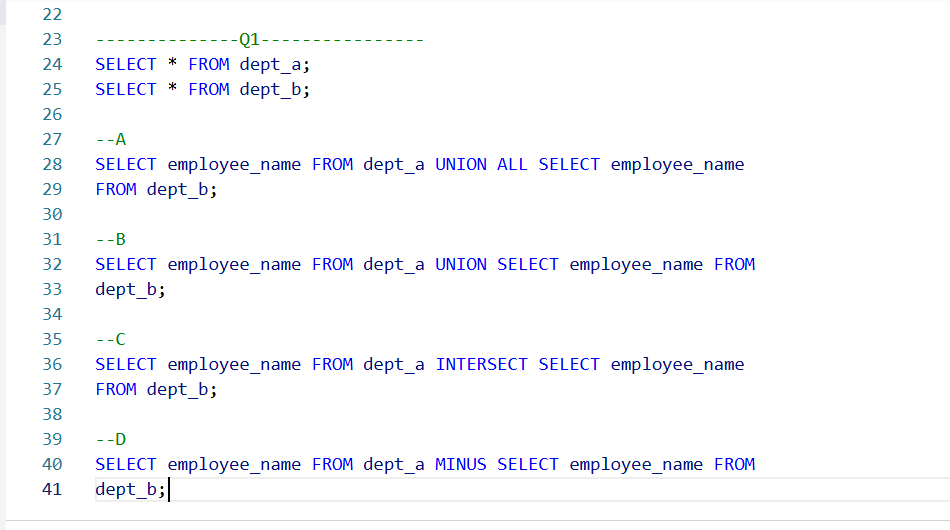 22
23 --------------Q1----------------
24 SELECT * FROM dept_a;
25 SELECT * FROM dept_b;
26
27 --A
28 SELECT employee_name FROM dept_a UNION ALL SELECT employee_name
29 FROM dept_b;
30
31 --B
32 SELECT employee_name FROM dept_a UNION SELECT employee_name FROM
33 dept_b;
34
35 --C
36 SELECT employee_name FROM dept_a INTERSECT SELECT employee_name
37 FROM dept_b;
38
39 --D
40 SELECT employee_name FROM dept_a MINUS SELECT employee_name FROM
41 dept_b;